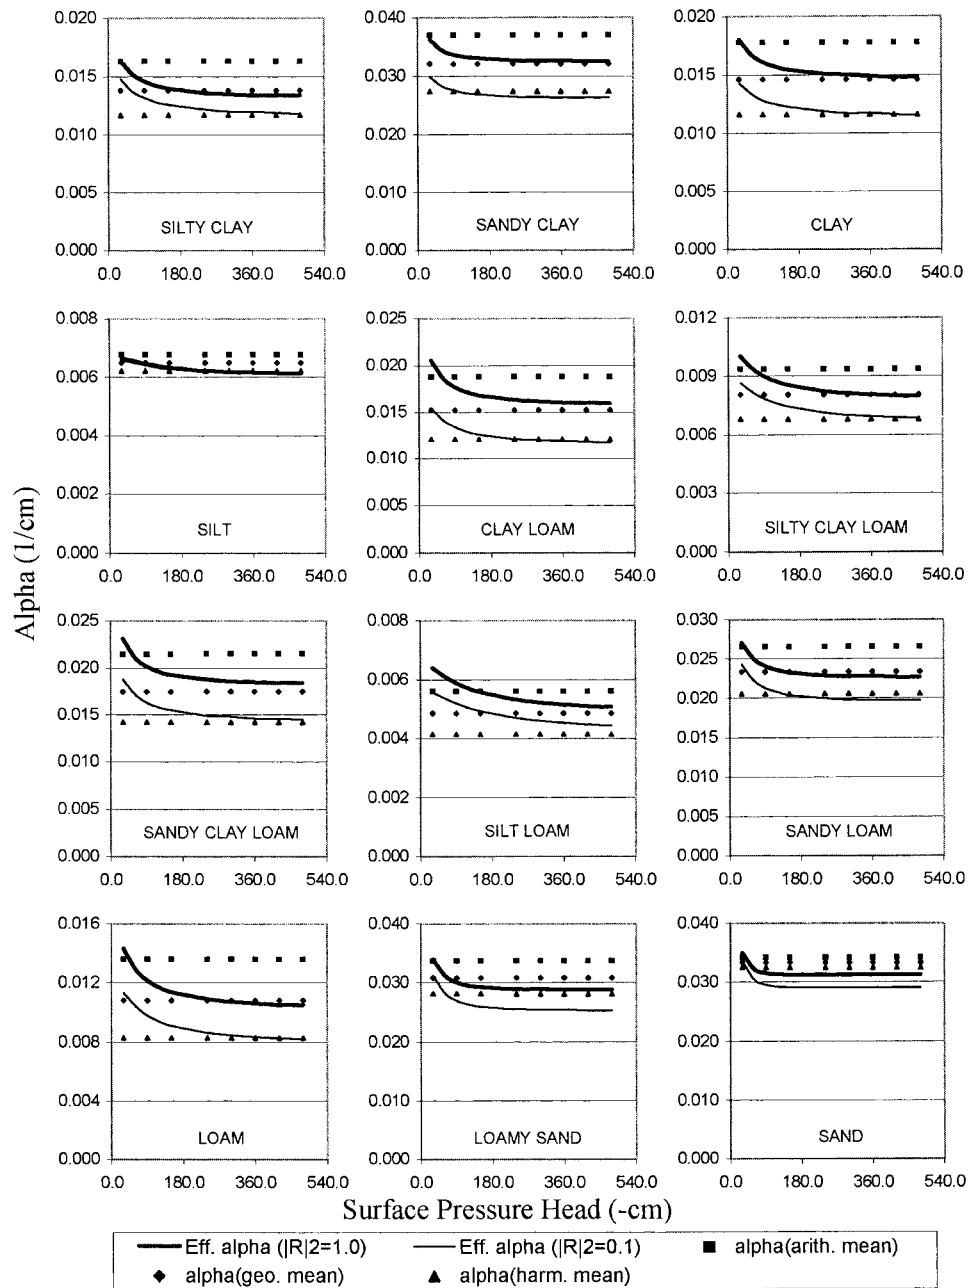 0.020
0.015
0.010
0.005
0.000
SILTY CLAY
0.0 180.0 360.0 540.0
0.040
0.030
0.020
0.010
0.000
SANDY CLAY
0.0 180.0 360.0 540.0
0.020
0.015
0.010
0.005
0.000
CLAY
0.0 180.0 360.0 540.0
0.008
0.006
0.004
0.002
0.000
SILT
0.0 180.0 360.0 540.0
0.025
0.020
0.015
0.010
0.005
0.000
CLAY LOAM
0.0 180.0 360.0 540.0
0.012
0.009
0.006
0.003
0.000
SILTY CLAY LOAM
0.0 180.0 360.0 540.0
Alpha (1/cm)
0.025
0.020
0.015
0.010
0.005
0.000
SANDY CLAY LOAM
0.0 180.0 360.0 540.0
0.008
0.006
0.004
0.002
0.000
SILT LOAM
0.0 180.0 360.0 540.0
0.030
0.025
0.020
0.015
0.010
0.005
0.000
SANDY LOAM
0.0 180.0 360.0 540.0
0.016
0.012
0.008
0.004
0.000
LOAM
0.0 180.0 360.0 540.0
0.040
0.030
0.020
0.010
0.000
LOAMY SAND
0.0 180.0 360.0 540.0
0.040
0.030
0.020
0.010
0.000
SAND
0.0 180.0 360.0 540.0
Surface Pressure Head (-cm)
Eff. alpha (|R|2=1.0) Eff. alpha (|R|2=0.1) alpha(arith. mean)
alpha(geo. mean) alpha(harm. mean)